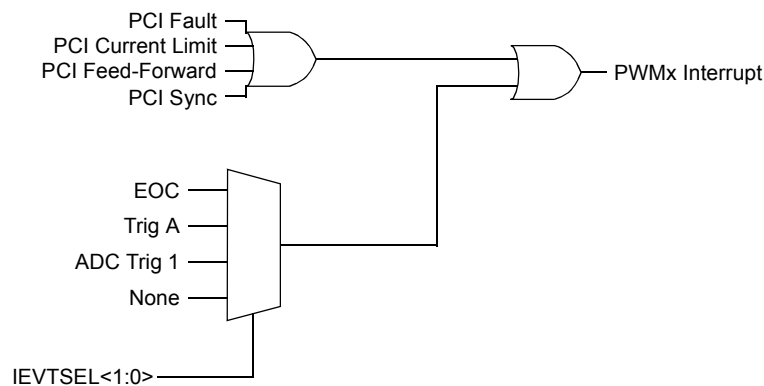 PCI Fault
PCI Current Limit
PCI Feed-Forward
PCI Sync
PWMx Interrupt
EOC
Trig A
ADC Trig 1
None
IEVTSEL<1:0>